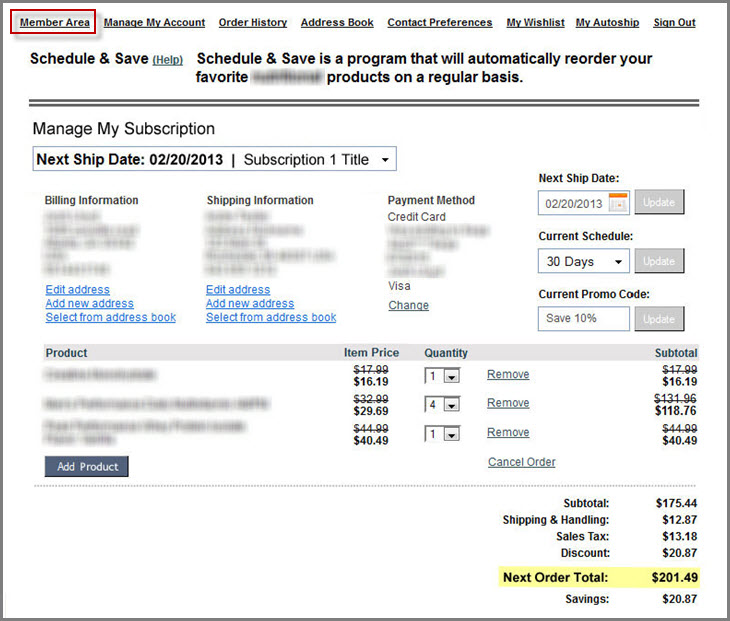 Member Area Manage My Account Order History Address Book Contact Preferences My Wishlist My Autoship Sign Out
Schedule & Save (Help) Schedule & Save is a program that will automatically reorder your
favorite products on a regular basis.
Manage My Subscription
Next Ship Date: 02/20/2013 | Subscription 1 Title
Next Ship Date:
02/20/2013 Update
Current Schedule:
30 Days Update
Current Promo Code:
Save 10% Update
Billing Information
Edit address
Add new address
Select from address book
Shipping Information
Edit address
Add new address
Select from address book
Payment Method
Credit Card
Visa
Change
Product Item Price Quantity Subtotal
$17.99 $17.99
$16.19 1 Remove $16.19
$32.99 $131.96
$29.69 4 Remove $118.76
$44.99 $44.99
$40.49 1 Remove $40.49
Add Product Cancel Order
Subtotal: $175.44
Shipping & Handling: $12.87
Sales Tax: $13.18
Discount: $20.87
Next Order Total: $201.49
Savings: $20.87